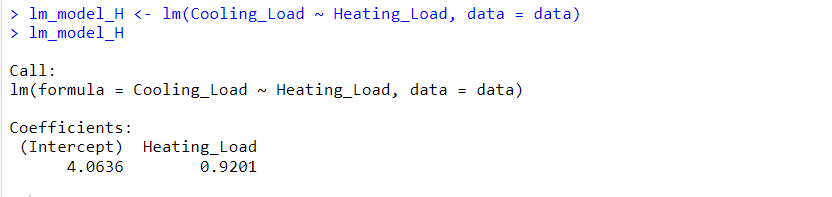 > lm_model_H <- lm(Cooling_Load ~ Heating_Load, data = data)
> lm_model_H
Call:
lm(formula = Cooling_Load ~ Heating_Load, data = data)
Coefficients:
(Intercept) Heating_Load
4.0636 0.9201